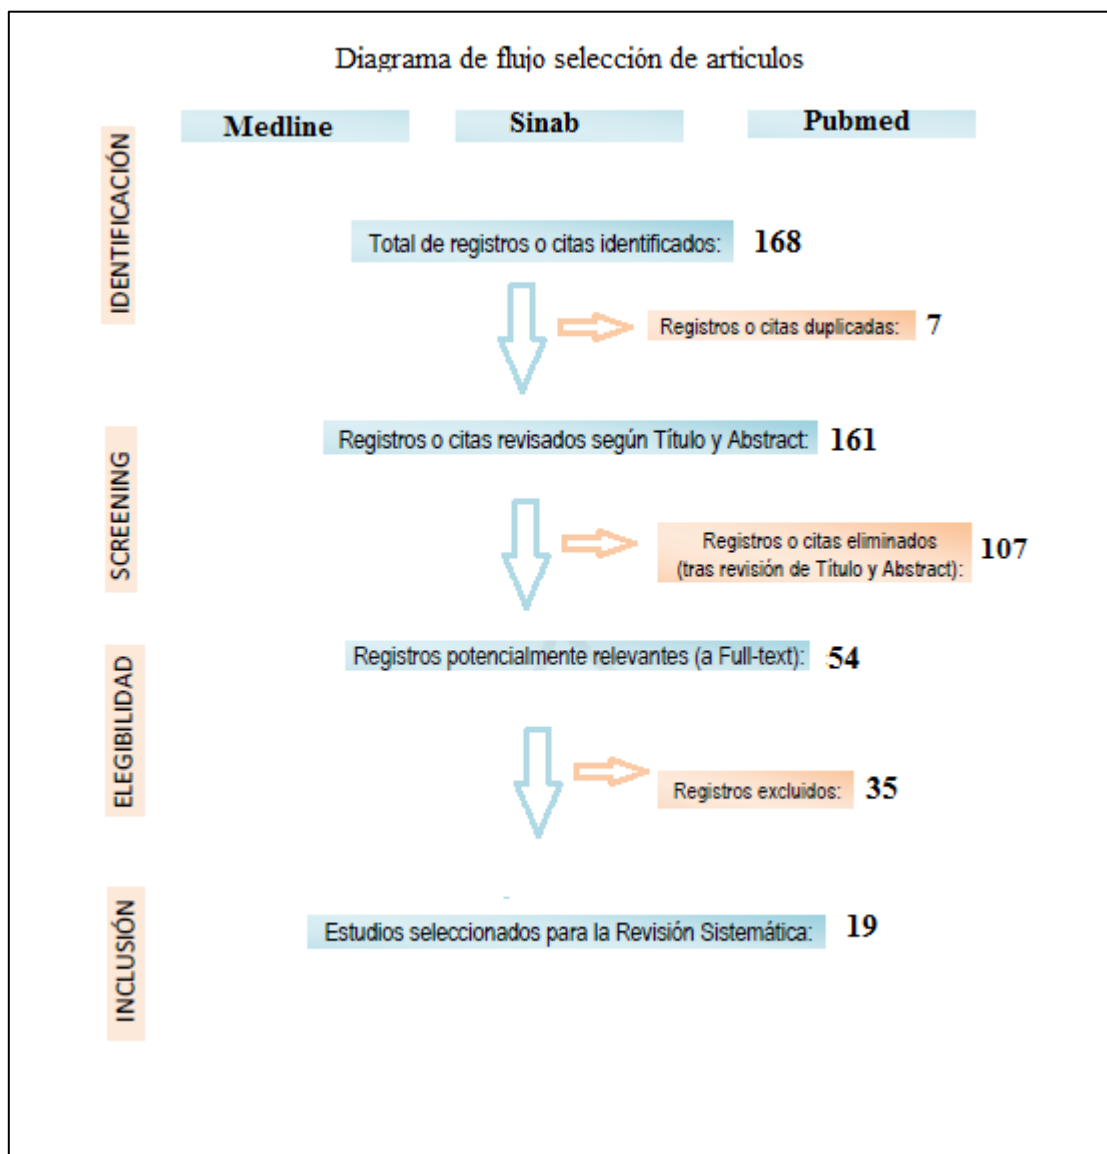 Diagrama de flujo selección de articulos
Medline
Sinab
Pubmed
IDENTIFICACIÓN
Total de registros o citas identificados: 168
Registros o citas duplicadas: 7
SCREENING
Registros o citas revisados según Título y Abstract: 161
Registros o citas eliminados
(tras revisión de Título y Abstract): 107
ELEGIBILIDAD
Registros potencialmente relevantes (a Full-text): 54
Registros excluidos: 35
INCLUSIÓN
Estudios seleccionados para la Revisión Sistemática: 19